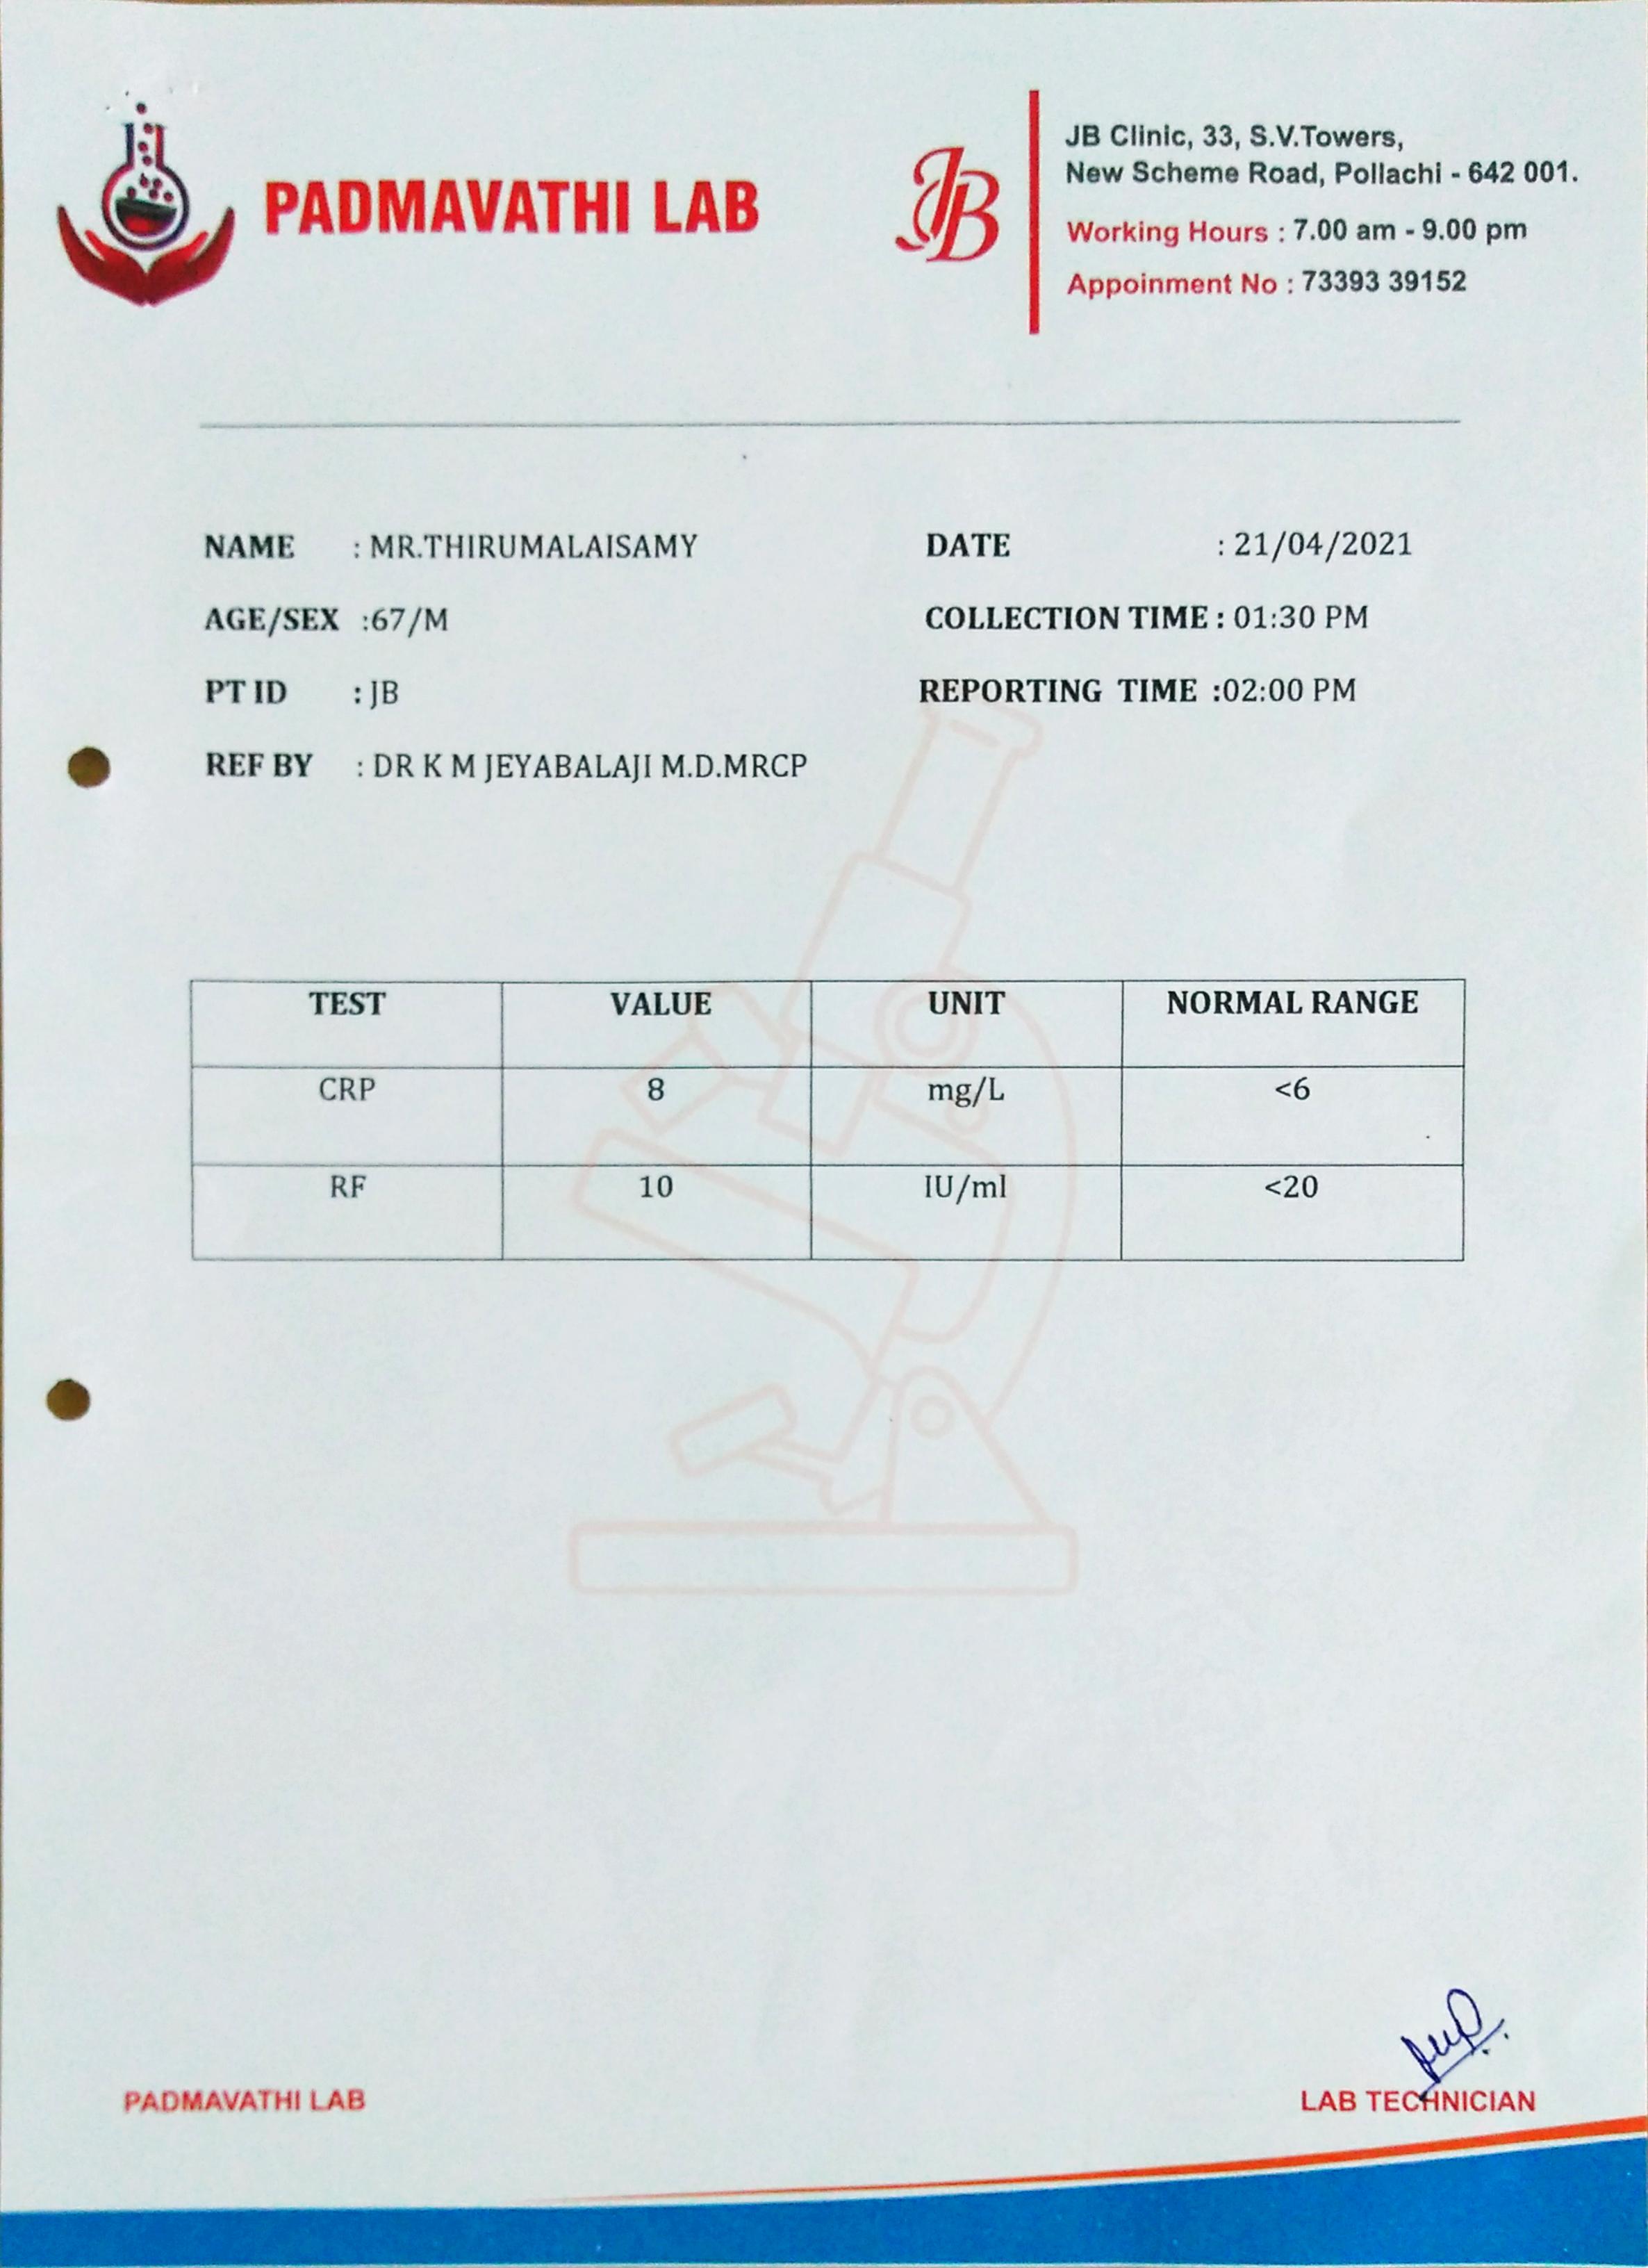 PADMAVATHI LAB
JB
JB Clinic, 33, S.V.Towers,
New Scheme Road, Pollachi - 642 001.
Working Hours : 7.00 am - 9.00 pm
Appoinment No : 73393 39152
NAME : MR.THIRUMALAISAMY
DATE : 21/04/2021
AGE/SEX :67/M
COLLECTION TIME : 01:30 PM
PT ID : JB
REPORTING TIME :02:00 PM
REF BY : DR K M JEYABALAJI M.D.MRCP
TEST VALUE UNIT NORMAL RANGE
CRP 8 mg/L <6
RF 10 IU/ml <20
PADMAVATHI LAB
LAB TECHNICIAN